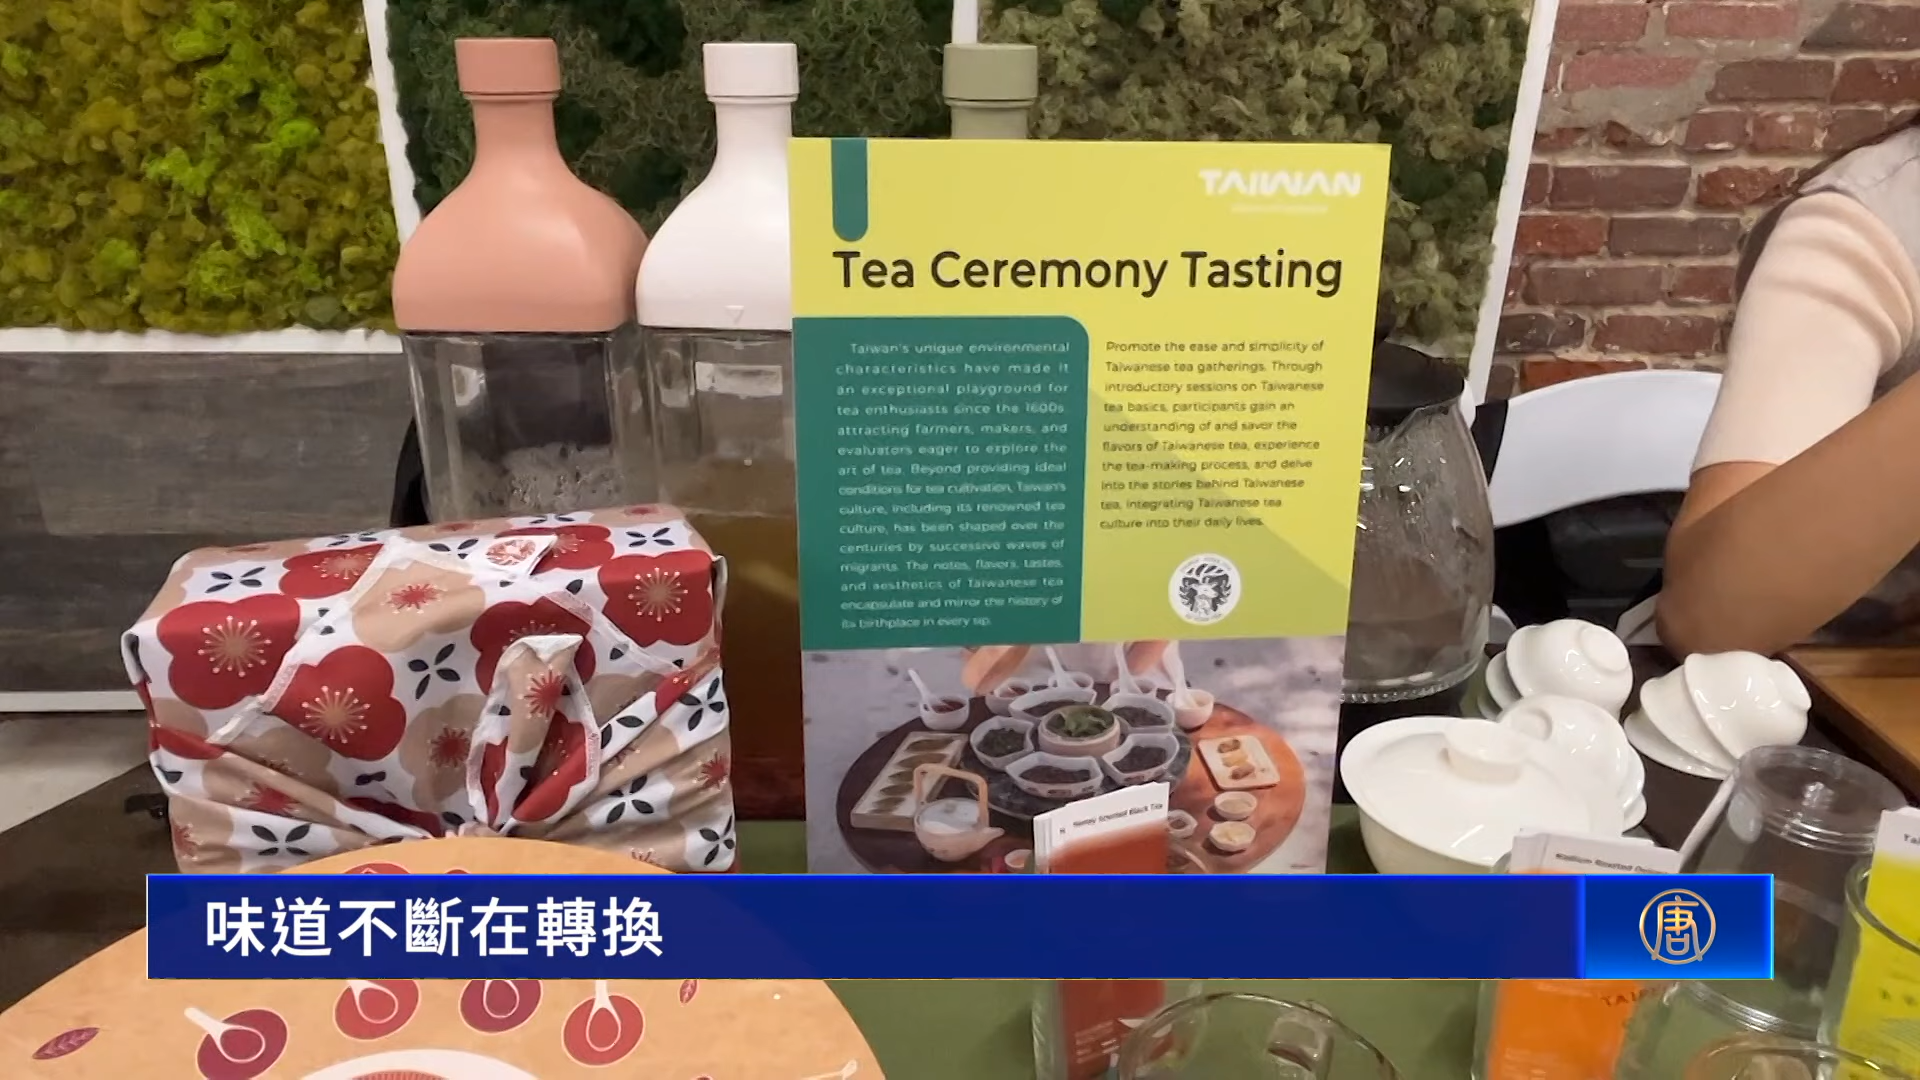 TAIWAN
Tea Ceremony Tasting
Taiwan's unique environmental
characteristics have made it
an exceptional playground for
tea enthusiasts since the 1600s,
attracting farmers, makers, and
evaluators eager to explore the
art of tea. Beyond providing ideal
conditions for tea cultivation, Taiwan's
culture, including its renowned tea
culture, has been shaped over the
centuries by successive waves of
migrants. The notes, flavors, tastes,
and aesthetics of Taiwanese tea
encapsulate and mirror the history of
its birthplace in every sip.
Promote the ease and simplicity of
Taiwanese tea gatherings. Through
introductory sessions on Taiwanese
tea basics, participants gain an
understanding of and savor the
flavors of Taiwanese tea, experience
the tea-making process, and delve
into the stories behind Taiwanese
tea, integrating Taiwanese tea
culture into their daily lives.
Honey Scented Black Tea
Medium Roasted
味道不斷在轉換
唐